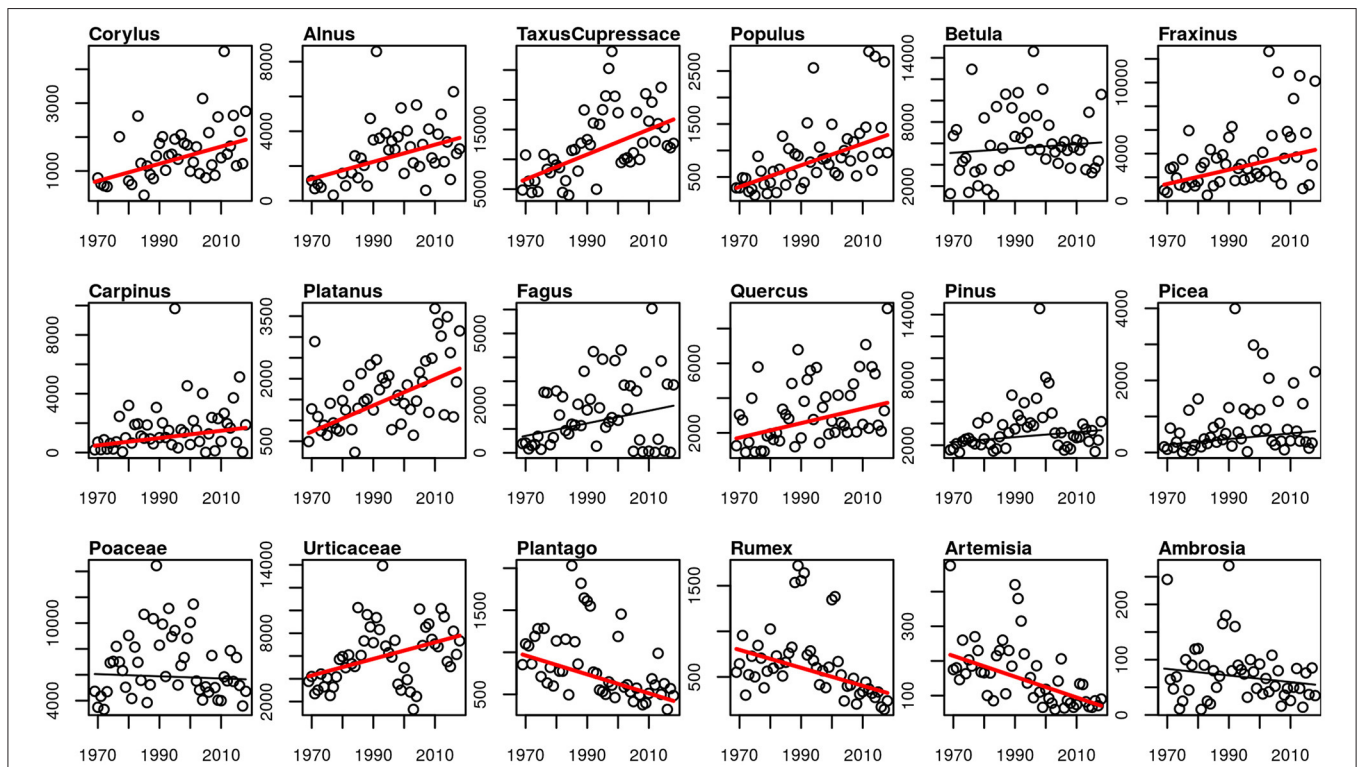 Corylus Alnus TaxusCupressace Populus Betula Fraxinus
1000 3000
0 4000 8000
5000 15000
500 1500 2500
2000 8000 14000
0 4000 10000
1970 1990 2010 1970 1990 2010 1970 1990 2010 1970 1990 2010 1970 1990 2010 1970 1990 2010
Carpinus Platanus Fagus Quercus Pinus Picea
0 4000 8000
500 2000 3500
0 2000 5000
2000 6000
2000 8000 14000
0 2000 4000
1970 1990 2010 1970 1990 2010 1970 1990 2010 1970 1990 2010 1970 1990 2010 1970 1990 2010
Poaceae Urticaceae Plantago Rumex Artemisia Ambrosia
4000 10000
2000 8000 14000
500 1500
500 1500
100 300
0 100 200
1970 1990 2010 1970 1990 2010 1970 1990 2010 1970 1990 2010 1970 1990 2010 1970 1990 2010